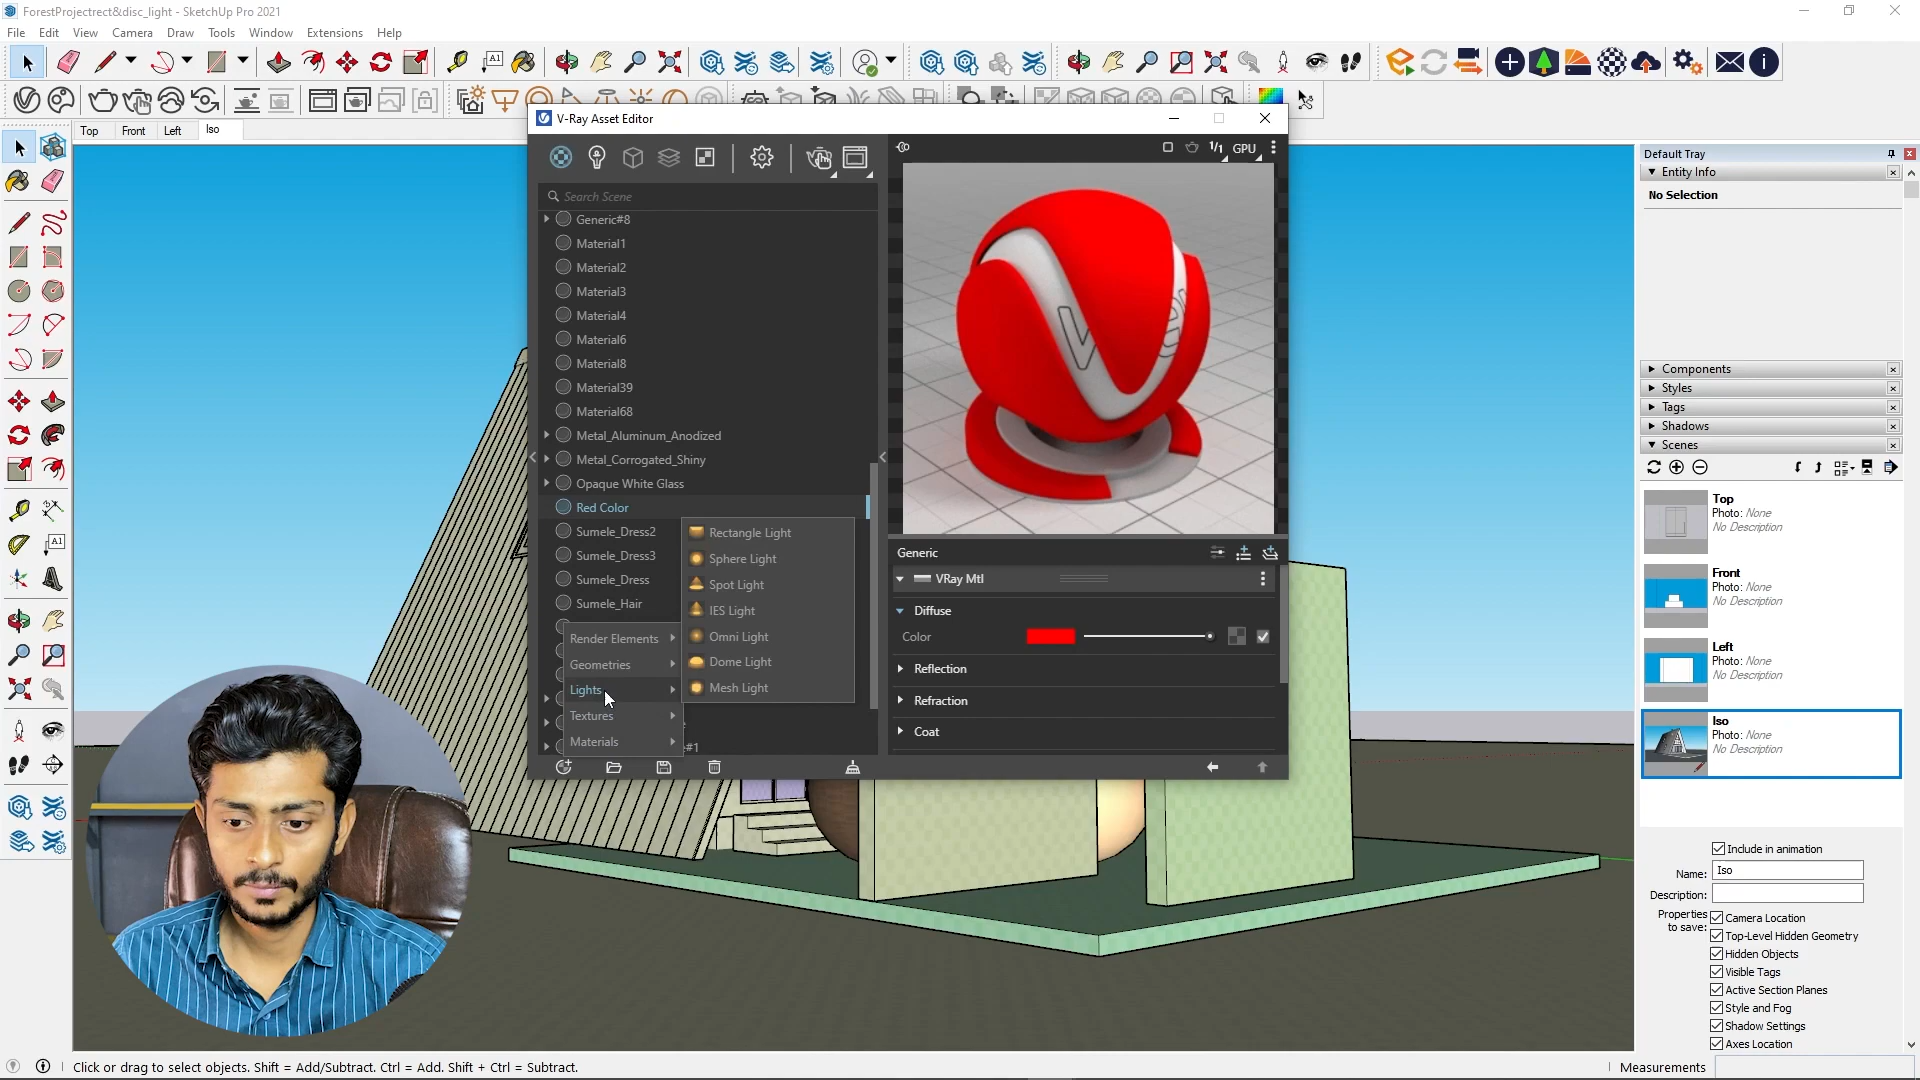 ForestProjectrect&disc_light - SketchUp Pro 2021
File Edit View Camera Draw Tools Window Extensions Help
Top Front Left Iso
V-Ray Asset Editor
1/1 GPU
Search Scene
Generic#8
Material1
Material2
Material3
Material4
Material6
Material8
Material39
Material68
Metal_Aluminum_Anodized
Metal_Corrogated_Shiny
Opaque White Glass
Red Color
Sumele_Dress2
Sumele_Dress3
Sumele_Dress
Sumele_Hair
#1
Render Elements
Geometries
Lights
Textures
Materials
Rectangle Light
Sphere Light
Spot Light
IES Light
Omni Light
Dome Light
Mesh Light
Generic
VRay Mtl
Diffuse
Color
Reflection
Refraction
Coat
Default Tray
Entity Info
No Selection
Components
Styles
Tags
Shadows
Scenes
Top
Photo: None
No Description
Front
Photo: None
No Description
Left
Photo: None
No Description
Iso
Photo: None
No Description
Include in animation
Name: Iso
Description:
Properties to save:
Camera Location
Top-Level Hidden Geometry
Hidden Objects
Visible Tags
Active Section Planes
Style and Fog
Shadow Settings
Axes Location
Click or drag to select objects. Shift = Add/Subtract. Ctrl = Add. Shift + Ctrl = Subtract.
Measurements